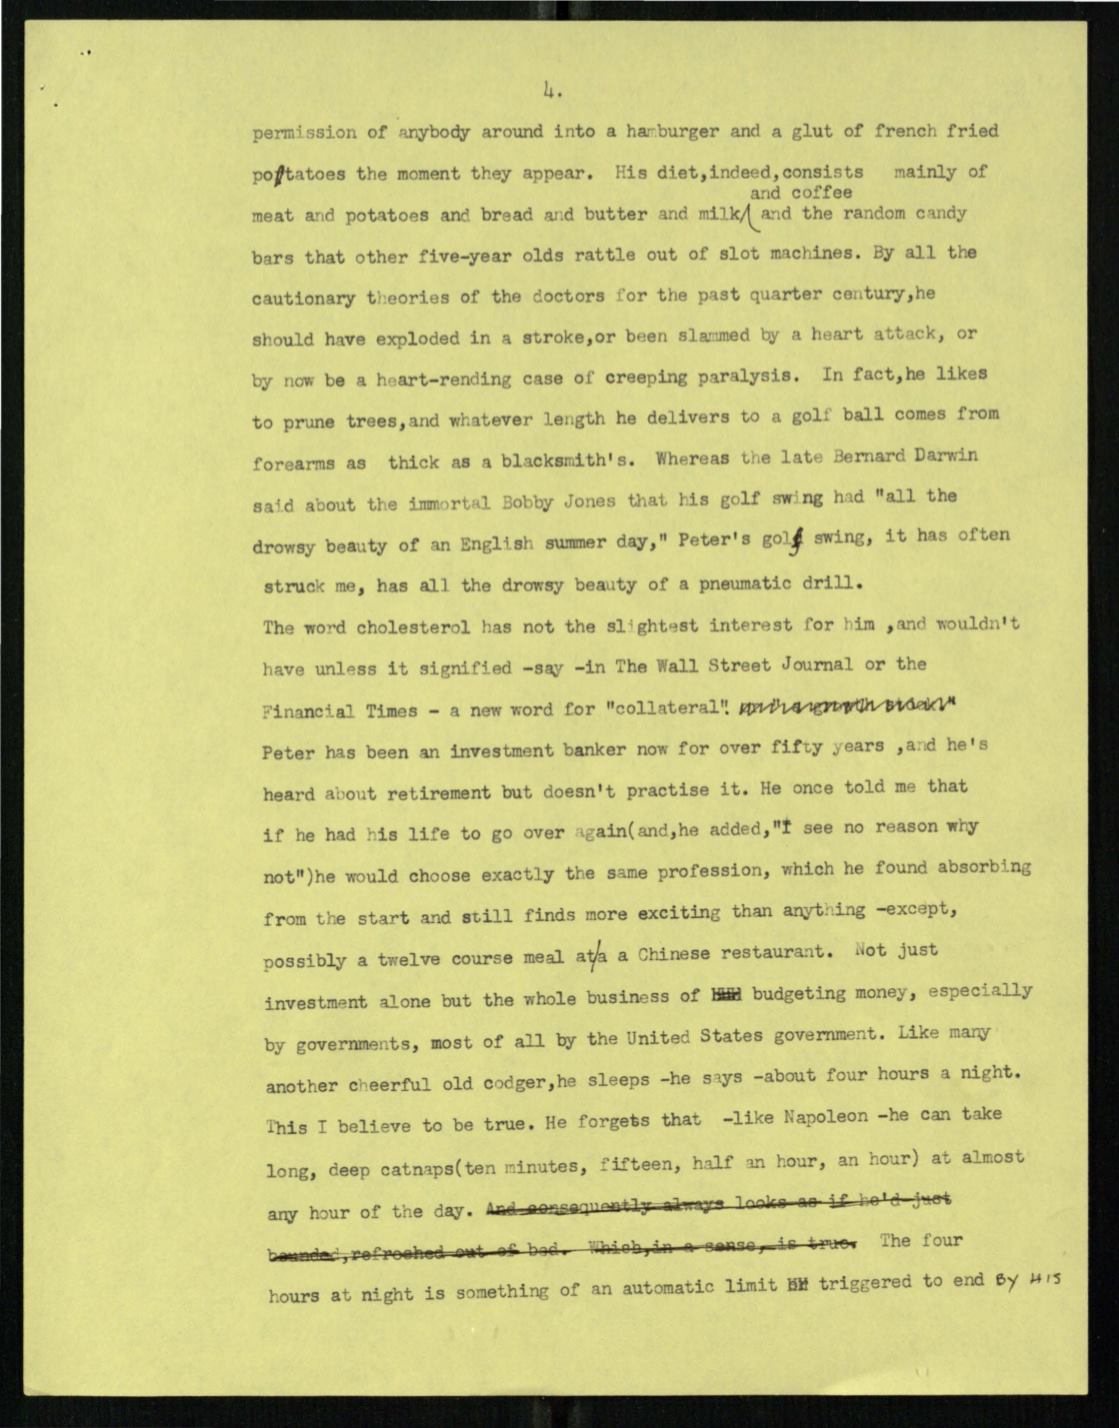 4.
permission of anybody around into a hamburger and a glut of french fried
potatoes the moment they appear.  His diet,indeed,consists   mainly of
and coffee
meat and potatoes and bread and butter and milk/ and the random candy
bars that other five-year olds rattle out of slot machines. By all the
cautionary theories of the doctors for the past quarter century,he
should have exploded in a stroke,or been slammed by a heart attack, or
by now be a heart-rending case of creeping paralysis.  In fact,he likes
to prune trees,and whatever length he delivers to a golf ball comes from
forearms as  thick as a blacksmith's.  Whereas the late Bernard Darwin
said about the immortal Bobby Jones that his golf swing had "all the
drowsy beauty of an English summer day," Peter's golf swing, it has often
struck me, has all the drowsy beauty of a pneumatic drill.
The word cholesterol has not the slightest interest for him ,and wouldn't
have unless it signified -say -in The Wall Street Journal or the
Financial Times - a new word for "collateral".
Peter has been an investment banker now for over fifty years ,and he's
heard about retirement but doesn't practise it. He once told me that
if he had his life to go over again(and,he added,"I see no reason why
not")he would choose exactly the same profession, which he found absorbing
from the start and still finds more exciting than anything -except,
possibly a twelve course meal at/a a Chinese restaurant.  Not just
investment alone but the whole business of budgeting money, especially
by governments, most of all by the United States government. Like many
another cheerful old codger,he sleeps -he says -about four hours a night.
This I believe to be true. He forgets that  -like Napoleon -he can take
long, deep catnaps(ten minutes, fifteen, half an hour, an hour) at almost
any hour of the day. And consequently always looks as if he'd just
bounded,refreshed out of bed.  Which,in a sense, is true.  The four
hours at night is something of an automatic limit triggered to end By HIS